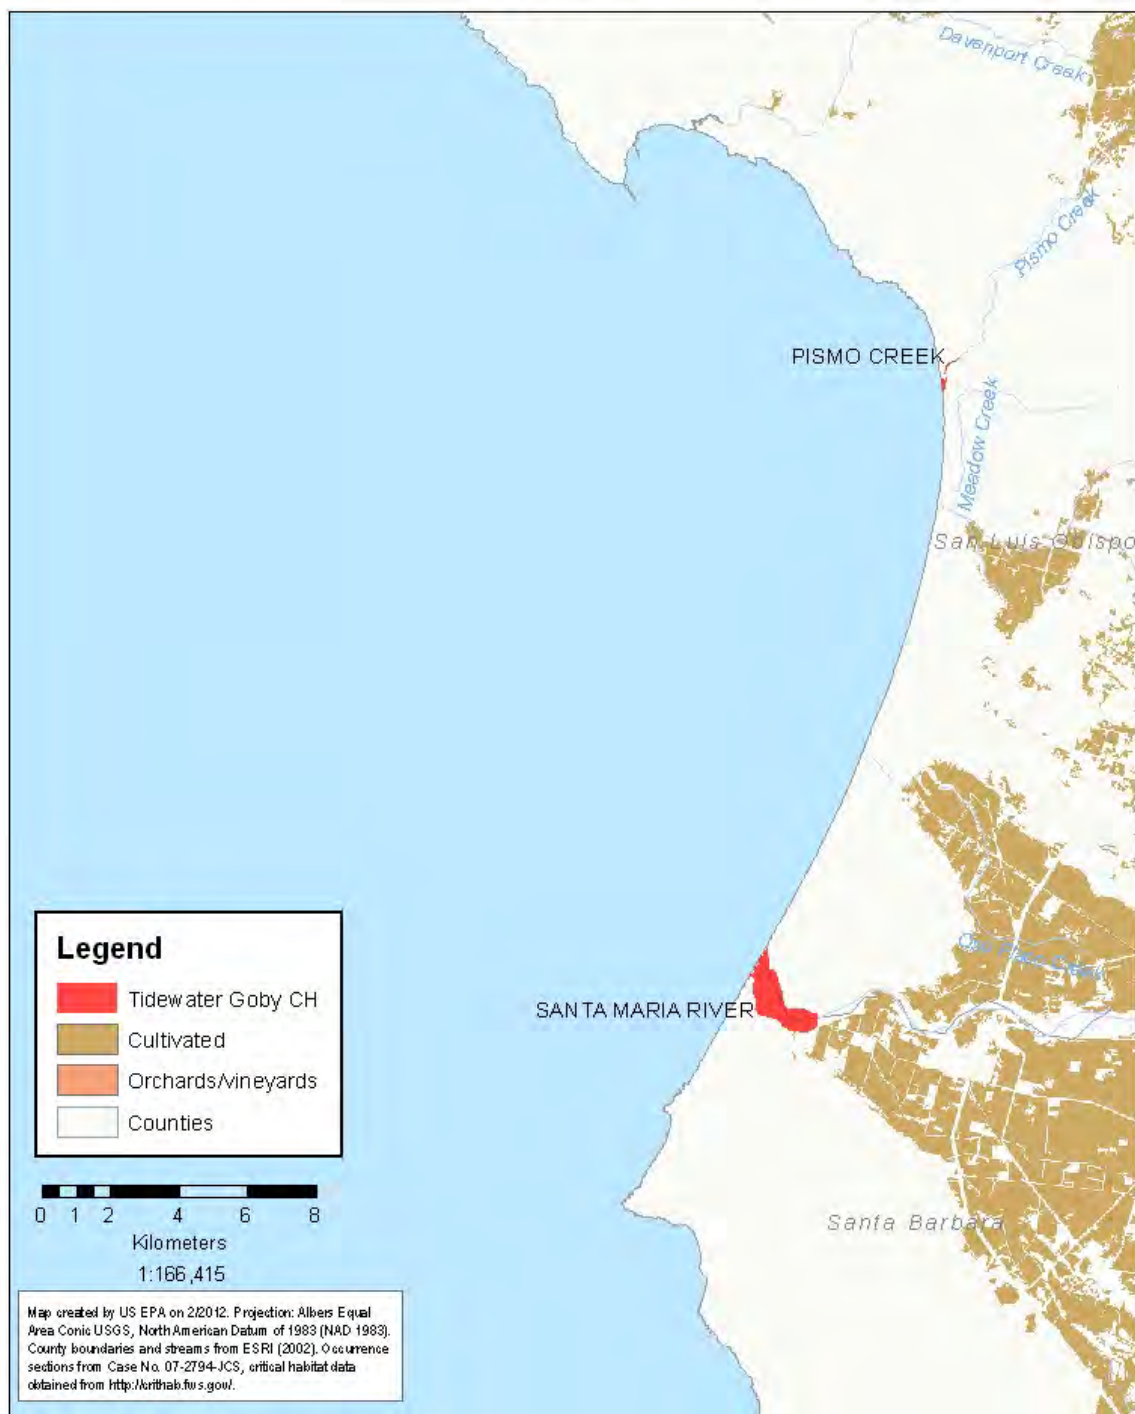 Davenport Creek
Pismo Creek
PISMO CREEK
Meadow Creek
San Luis Obispo
Oso Flaco Creek
SANTA MARIA RIVER
Santa Barbara
Legend
Tidewater Goby CH
Cultivated
Orchards/vineyards
Counties
0 1 2 4 6 8
Kilometers
1:166,415
Map created by US EPA on 2/2012. Projection: Albers Equal
Area Conic USGS, North American Datum of 1983 (NAD 1983).
County boundaries and streams from ESRI (2002). Occurrence
sections from Case No. 07-2794-JCS, critical habitat data
obtained from http://crithab.fws.gov/.